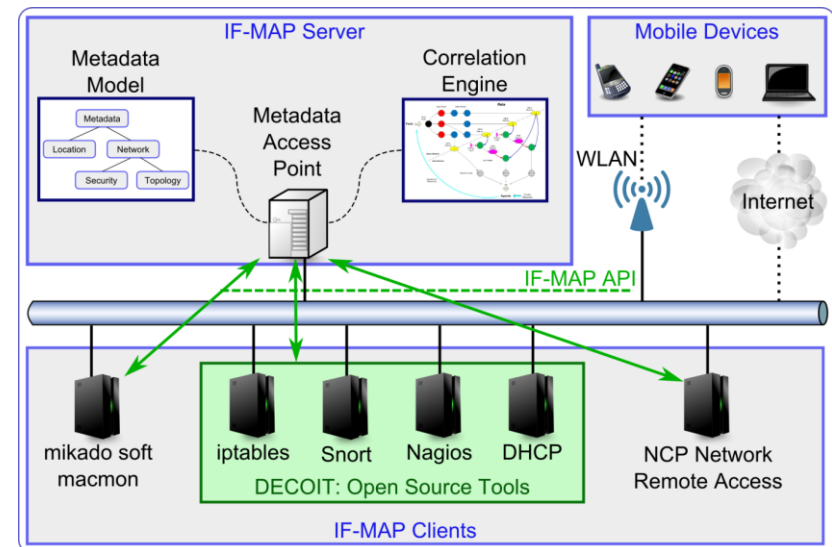 IF-MAP Server
Mobile Devices
Metadata
Model
Correlation
Engine
Metadata
Access
Point
Metadata
Location
Network
Security
Topology
WLAN
Internet
IF-MAP API
mikado soft
macmon
iptables
Snort
Nagios
DHCP
NCP Network
Remote Access
DECOIT: Open Source Tools
IF-MAP Clients